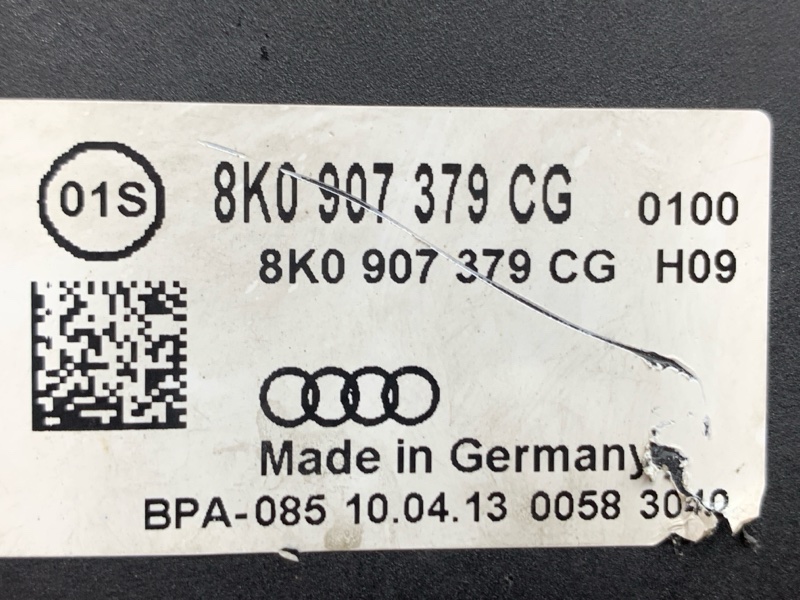 01S
8K0 907 379 CG 0100
8K0 907 379 CG H09
Made in Germany
BPA-085 10.04.13 0058